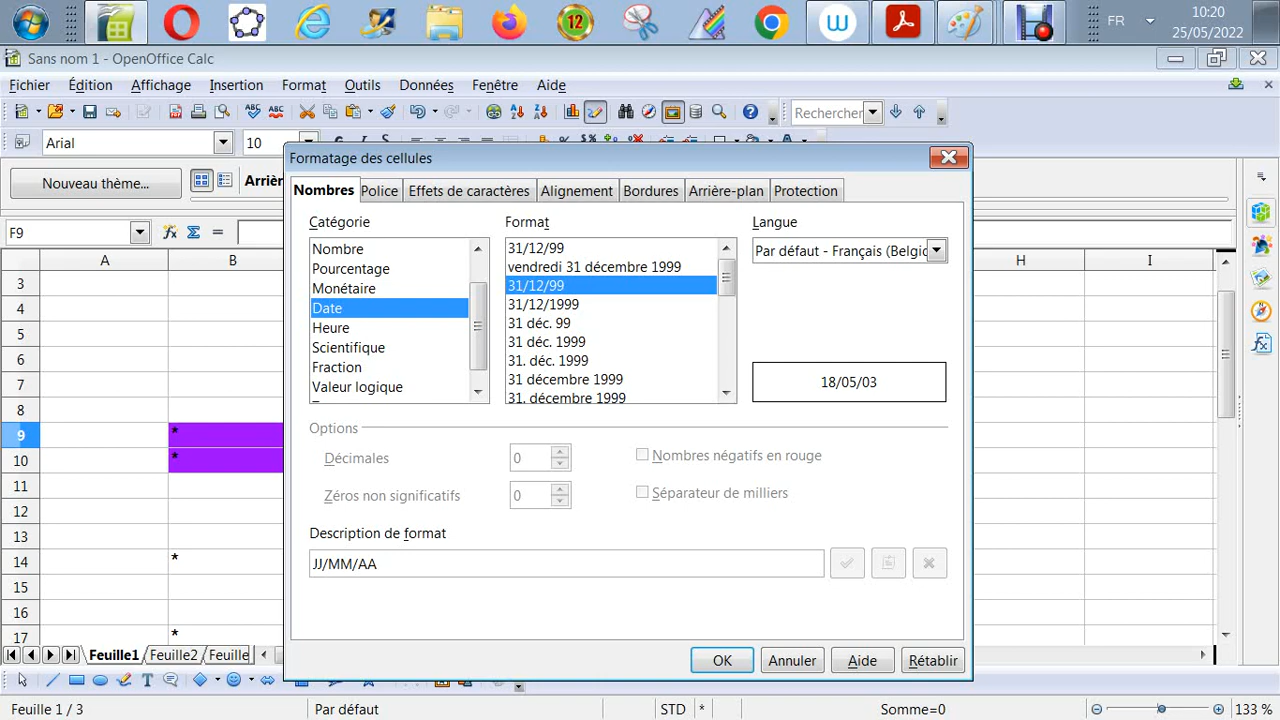 FR
10:20
25/05/2022
12
W
Sans nom 1 - OpenOffice Calc
Fichier Édition Affichage Insertion Format Outils Données Fenêtre Aide
Rechercher
Arial
10
Formatage des cellules
Nouveau thème...
Arrièr
Nombres Police Effets de caractères Alignement Bordures Arrière-plan Protection
Catégorie Format Langue
F9
Nombre
Pourcentage
Monétaire
Date
Heure
Scientifique
Fraction
Valeur logique
31/12/99
vendredi 31 décembre 1999
31/12/99
31/12/1999
31 déc. 99
31 déc. 1999
31. déc. 1999
31 décembre 1999
31. décembre 1999
Par défaut - Français (Belgic
18/05/03
A B H I
3
4
5
6
7
8
9 *
10 *
11
12
13
14 *
15
16
17 *
Options
Décimales 0
Nombres négatifs en rouge
Zéros non significatifs 0
Séparateur de milliers
Description de format
JJ/MM/AA
OK Annuler Aide Rétablir
Feuille1 Feuille2 Feuille
Feuille 1 / 3 Par défaut STD * Somme=0 133 %